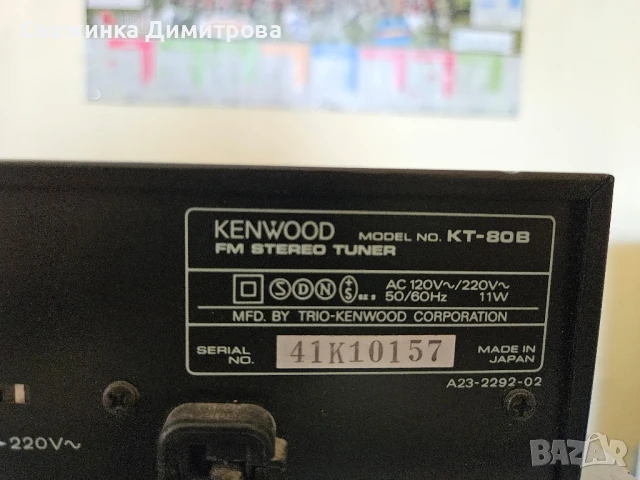 Снежинка Димитрова
KENWOOD MODEL NO. KT-80B
FM STEREO TUNER
S D N S AC 120V~/220V~
50/60Hz 11W
MFD. BY TRIO-KENWOOD CORPORATION
SERIAL NO. 41K10157 MADE IN JAPAN
A23-2292-02
220V~
BAZAR